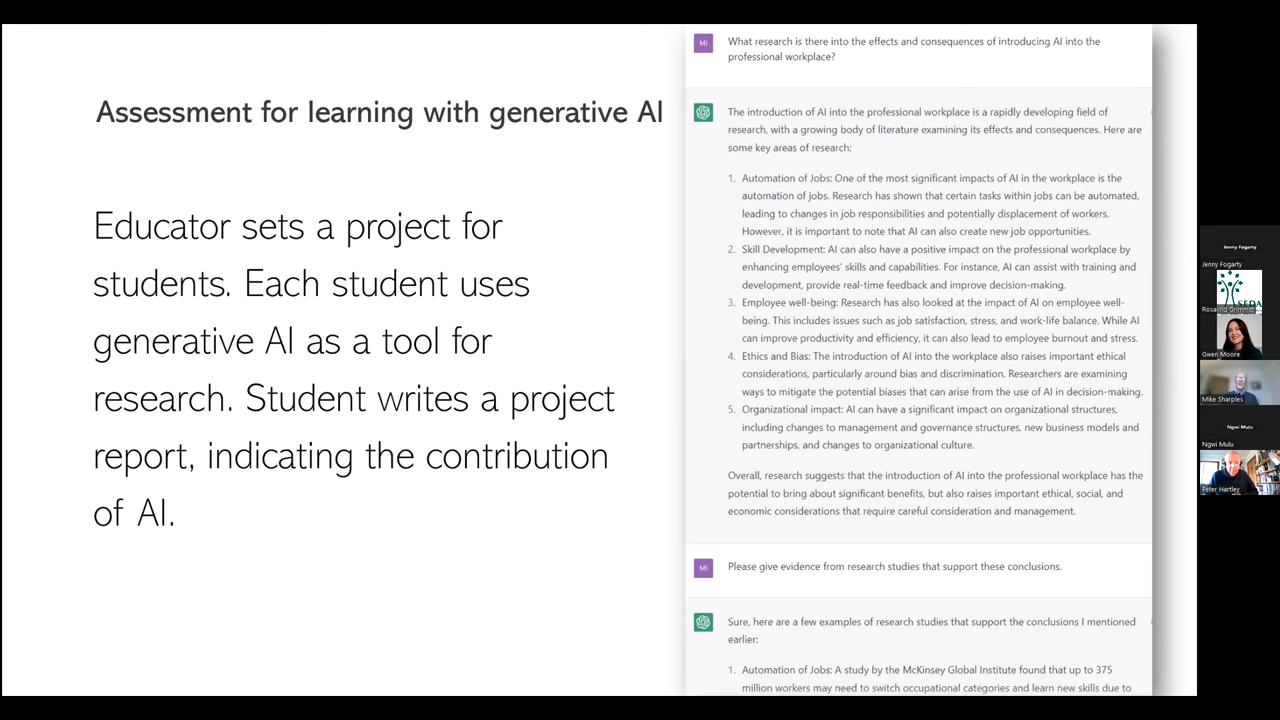 Assessment for learning with generative AI
Educator sets a project for
students. Each student uses
generative AI as a tool for
research. Student writes a project
report, indicating the contribution
of AI.
MI
What research is there into the effects and consequences of introducing AI into the
professional workplace?
The introduction of AI into the professional workplace is a rapidly developing field of
research, with a growing body of literature examining its effects and consequences. Here are
some key areas of research:
1. Automation of Jobs: One of the most significant impacts of AI in the workplace is the
automation of jobs. Research has shown that certain tasks within jobs can be automated,
leading to changes in job responsibilities and potentially displacement of workers.
However, it is important to note that AI can also create new job opportunities.
2. Skill Development: AI can also have a positive impact on the professional workplace by
enhancing employees' skills and capabilities. For instance, AI can assist with training and
development, provide real-time feedback and improve decision-making.
3. Employee well-being: Research has also looked at the impact of AI on employee well-
being. This includes issues such as job satisfaction, stress, and work-life balance. While AI
can improve productivity and efficiency, it can also lead to employee burnout and stress.
4. Ethics and Bias: The introduction of AI into the workplace also raises important ethical
considerations, particularly around bias and discrimination. Researchers are examining
ways to mitigate the potential biases that can arise from the use of AI in decision-making.
5. Organizational impact: AI can have a significant impact on organizational structures,
including changes to management and governance structures, new business models and
partnerships, and changes to organizational culture.
Overall, research suggests that the introduction of AI into the professional workplace has the
potential to bring about significant benefits, but also raises important ethical, social, and
economic considerations that require careful consideration and management.
MI
Please give evidence from research studies that support these conclusions.
Sure, here are a few examples of research studies that support the conclusions I mentioned
earlier:
1. Automation of Jobs: A study by the McKinsey Global Institute found that up to 375
million workers may need to switch occupational categories and learn new skills due to
Jenny Fogarty
Jenny Fogarty
SEDA
Rosalind Grimmitt
Gwen Moore
Mike Sharples
Ngwi Mulu
Ngwi Mulu
Peter Hartley